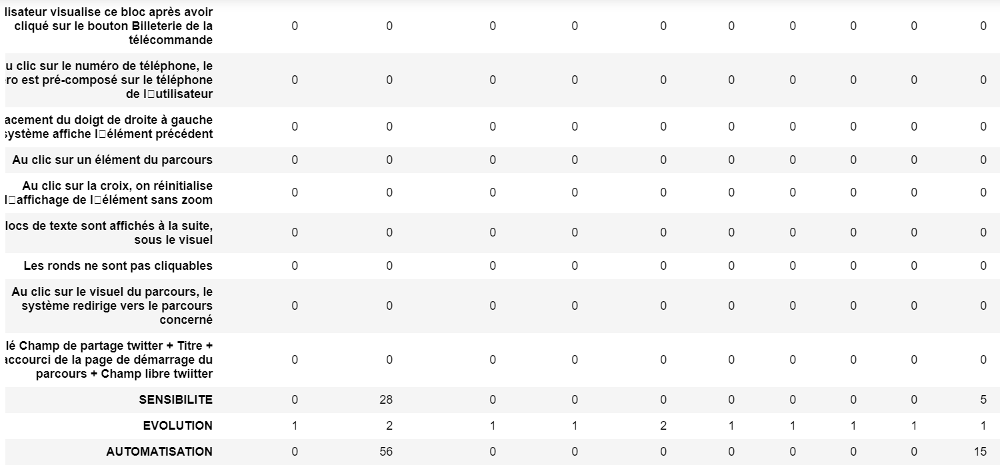 lisateur visualise ce bloc après avoir
cliqué sur le bouton Billeterie de la
télécommande
0 0 0 0 0 0 0 0 0 0
u clic sur le numéro de téléphone, le
ro est pré-composé sur le téléphone
de l□utilisateur
0 0 0 0 0 0 0 0 0 0
acement du doigt de droite à gauche
système affiche l□élément précédent
0 0 0 0 0 0 0 0 0 0
Au clic sur un élément du parcours 0 0 0 0 0 0 0 0 0 0
Au clic sur la croix, on réinitialise
l□affichage de l□élément sans zoom
0 0 0 0 0 0 0 0 0 0
locs de texte sont affichés à la suite,
sous le visuel
0 0 0 0 0 0 0 0 0 0
Les ronds ne sont pas cliquables 0 0 0 0 0 0 0 0 0 0
Au clic sur le visuel du parcours, le
système redirige vers le parcours
concerné
0 0 0 0 0 0 0 0 0 0
lé Champ de partage twitter + Titre +
accourci de la page de démarrage du
parcours + Champ libre twiitter
0 0 0 0 0 0 0 0 0 0
SENSIBILITE 0 28 0 0 0 0 0 0 0 5
EVOLUTION 1 2 1 1 2 1 1 1 1 1
AUTOMATISATION 0 56 0 0 0 0 0 0 0 15